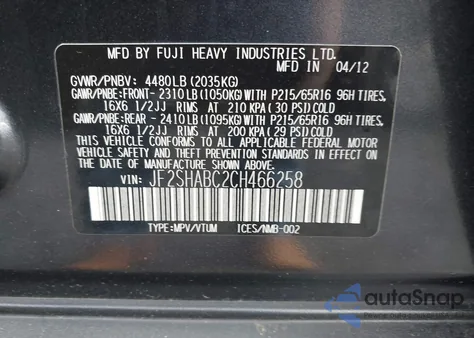 MFD BY FUJI HEAVY INDUSTRIES LTD.
MADE IN 04/12
GVWR/PNBV: 4480LB (2035KG)
GAWR/PNBE: FRONT- 2310LB (1050KG) WITH P215/65R16 96H TIRES,
16X6 1/2JJ RIMS AT 210 KPA (30 PSI) COLD
GAWR/PNBE: REAR - 2410LB (1095KG) WITH P215/65R16 96H TIRES,
16X6 1/2JJ RIMS AT 200 KPA (29 PSI) COLD
THIS VEHICLE CONFORMS TO ALL APPLICABLE FEDERAL MOTOR
VEHICLE SAFETY AND THEFT PREVENTION STANDARDS IN EFFECT
ON THE DATE OF MANUFACTURE SHOWN ABOVE.
VIN: JF2SHABC2CH466258
TYPE: MPV/VTUM ICES/NMB-002
autoSnap